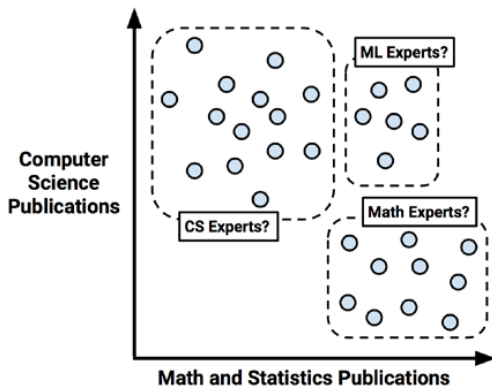 ML Experts?
Computer
Science
Publications
Math Experts?
CS Experts?
Math and Statistics Publications